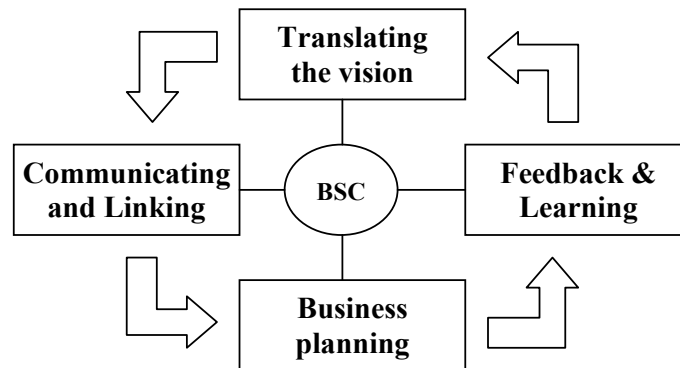 Translating
the vision
Communicating
and Linking
BSC
Feedback &
Learning
Business
planning